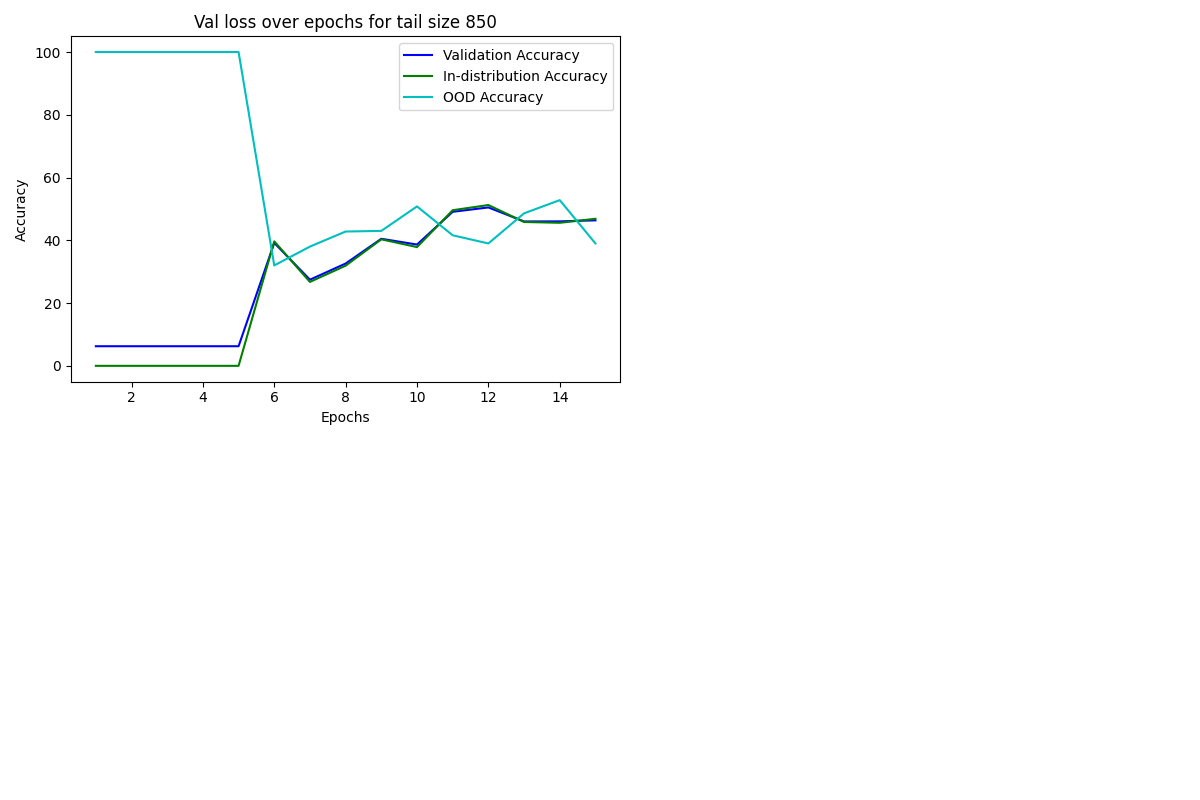 Val loss over epochs for tail size 850
Validation Accuracy
In-distribution Accuracy
OOD Accuracy
Accuracy
100
80
60
40
20
0
2 4 6 8 10 12 14
Epochs